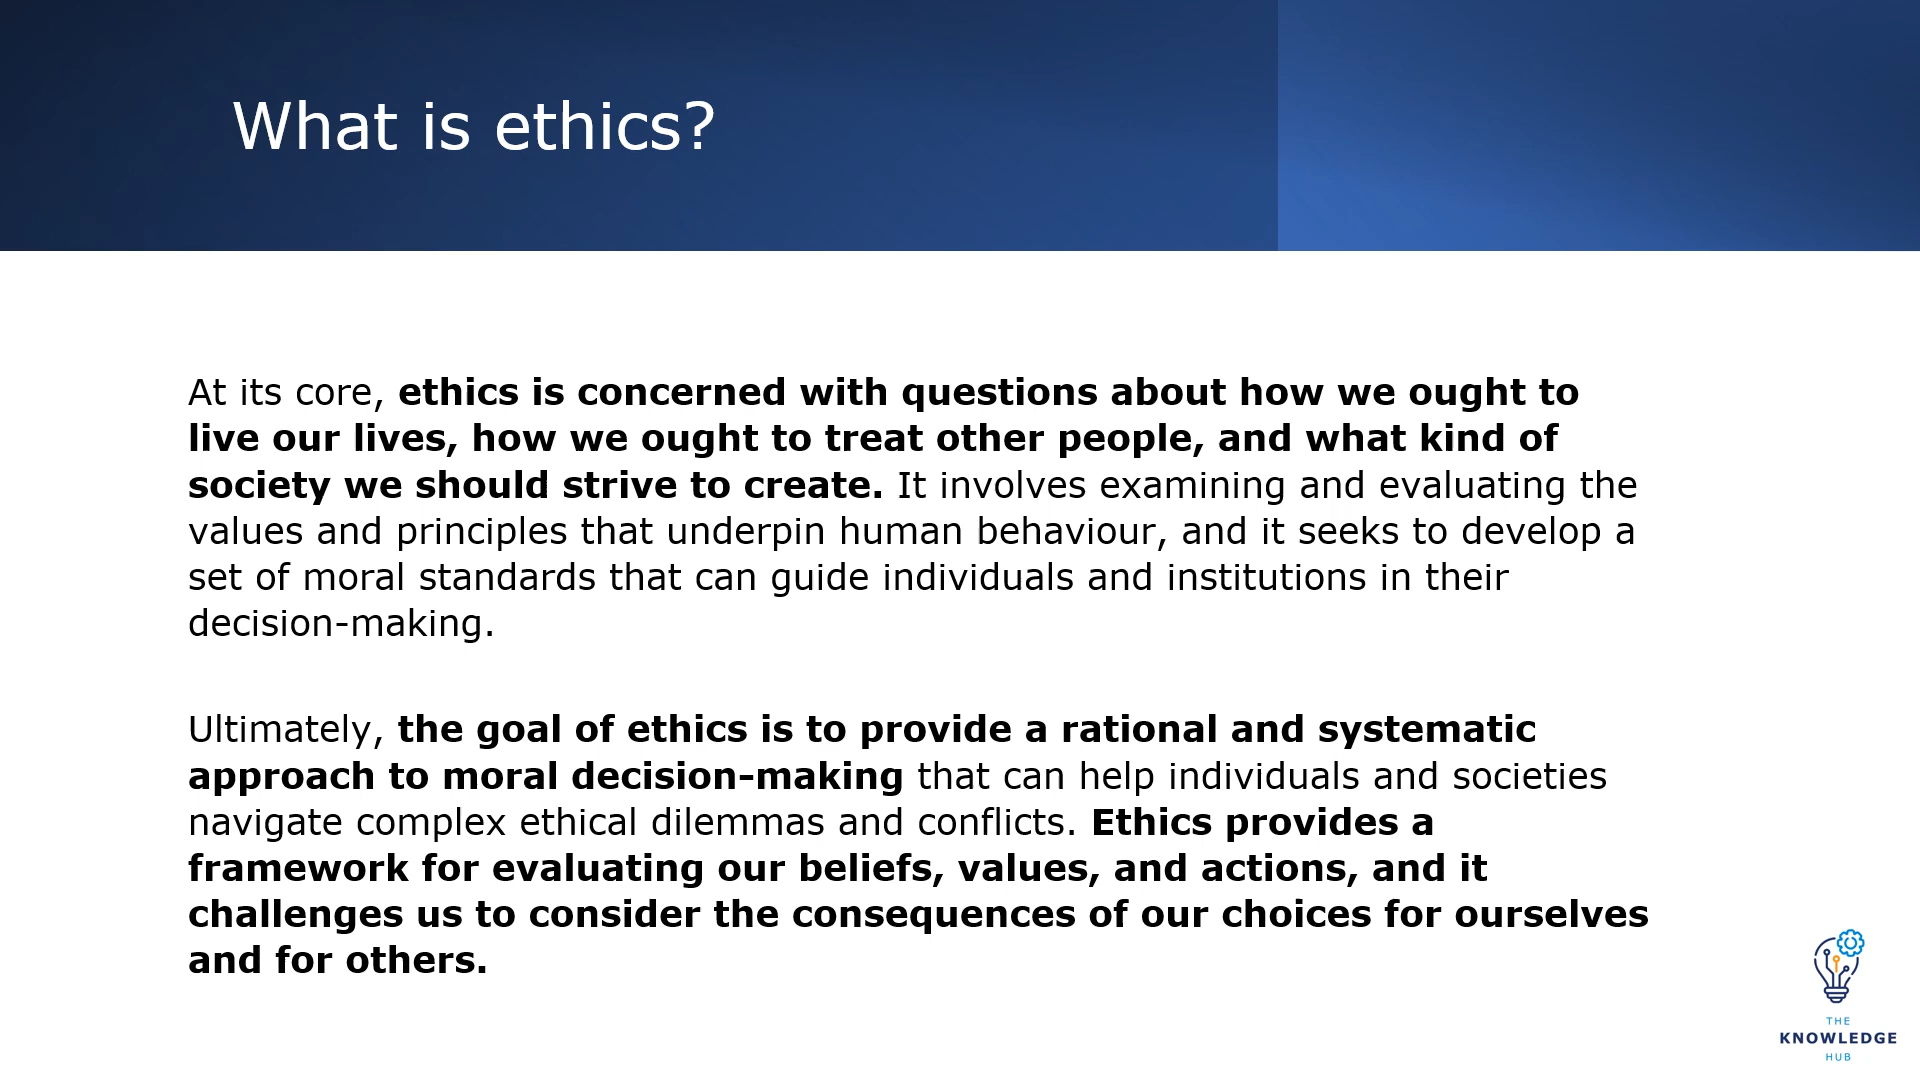 What is ethics?
At its core, ethics is concerned with questions about how we ought to
live our lives, how we ought to treat other people, and what kind of
society we should strive to create. It involves examining and evaluating the
values and principles that underpin human behaviour, and it seeks to develop a
set of moral standards that can guide individuals and institutions in their
decision-making.
Ultimately, the goal of ethics is to provide a rational and systematic
approach to moral decision-making that can help individuals and societies
navigate complex ethical dilemmas and conflicts. Ethics provides a
framework for evaluating our beliefs, values, and actions, and it
challenges us to consider the consequences of our choices for ourselves
and for others.
THE
KNOWLEDGE
HUB